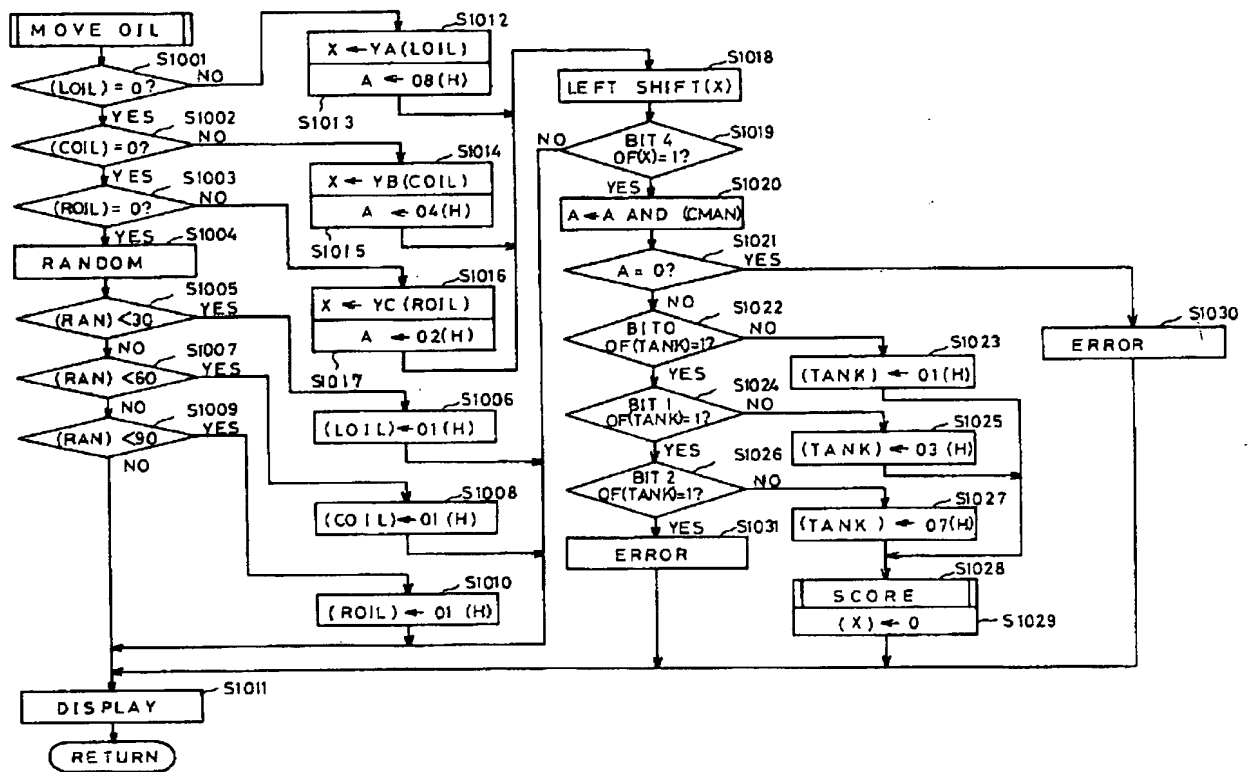 MOVE OIL
S1001
(LOIL) = 0?
NO
YES
S1002
(COIL)=0?
NO
YES
S1003
(ROIL)=0?
NO
YES
S1004
RANDOM
S1005
(RAN) <30
YES
NO
S1007
(RAN) <60
YES
NO
S1009
(RAN) <90
YES
NO
S1011
DISPLAY
RETURN
S1012
X ← YA(LOIL)
A ← 08(H)
S1013
S1014
X ← YB(COIL)
A ← 04(H)
S1015
S1016
X ← YC(ROIL)
A ← 02(H)
S1017
S1006
(LOIL)←01(H)
S1008
(COIL)←01(H)
S1010
(ROIL)←01(H)
S1018
LEFT SHIFT(X)
S1019
NO
BIT 4
OF(X)=1?
YES
S1020
A←A AND (CMAN)
S1021
A = 0?
YES
NO
S1022
BIT0
OF(TANK)=1?
NO
YES
S1023
(TANK) ← 01(H)
S1024
BIT 1
OF(TANK)=1?
NO
YES
S1025
(TANK) ← 03(H)
S1026
BIT 2
OF(TANK)=1?
NO
YES
S1027
(TANK) ← 07(H)
S1031
ERROR
S1028
SCORE
(X) ← 0
S1029
S1030
ERROR